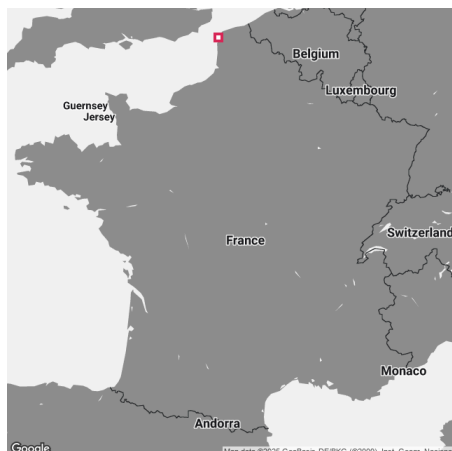 Belgium
Luxembourg
Guernsey
Jersey
Switzerland
France
Monaco
Andorra
Google